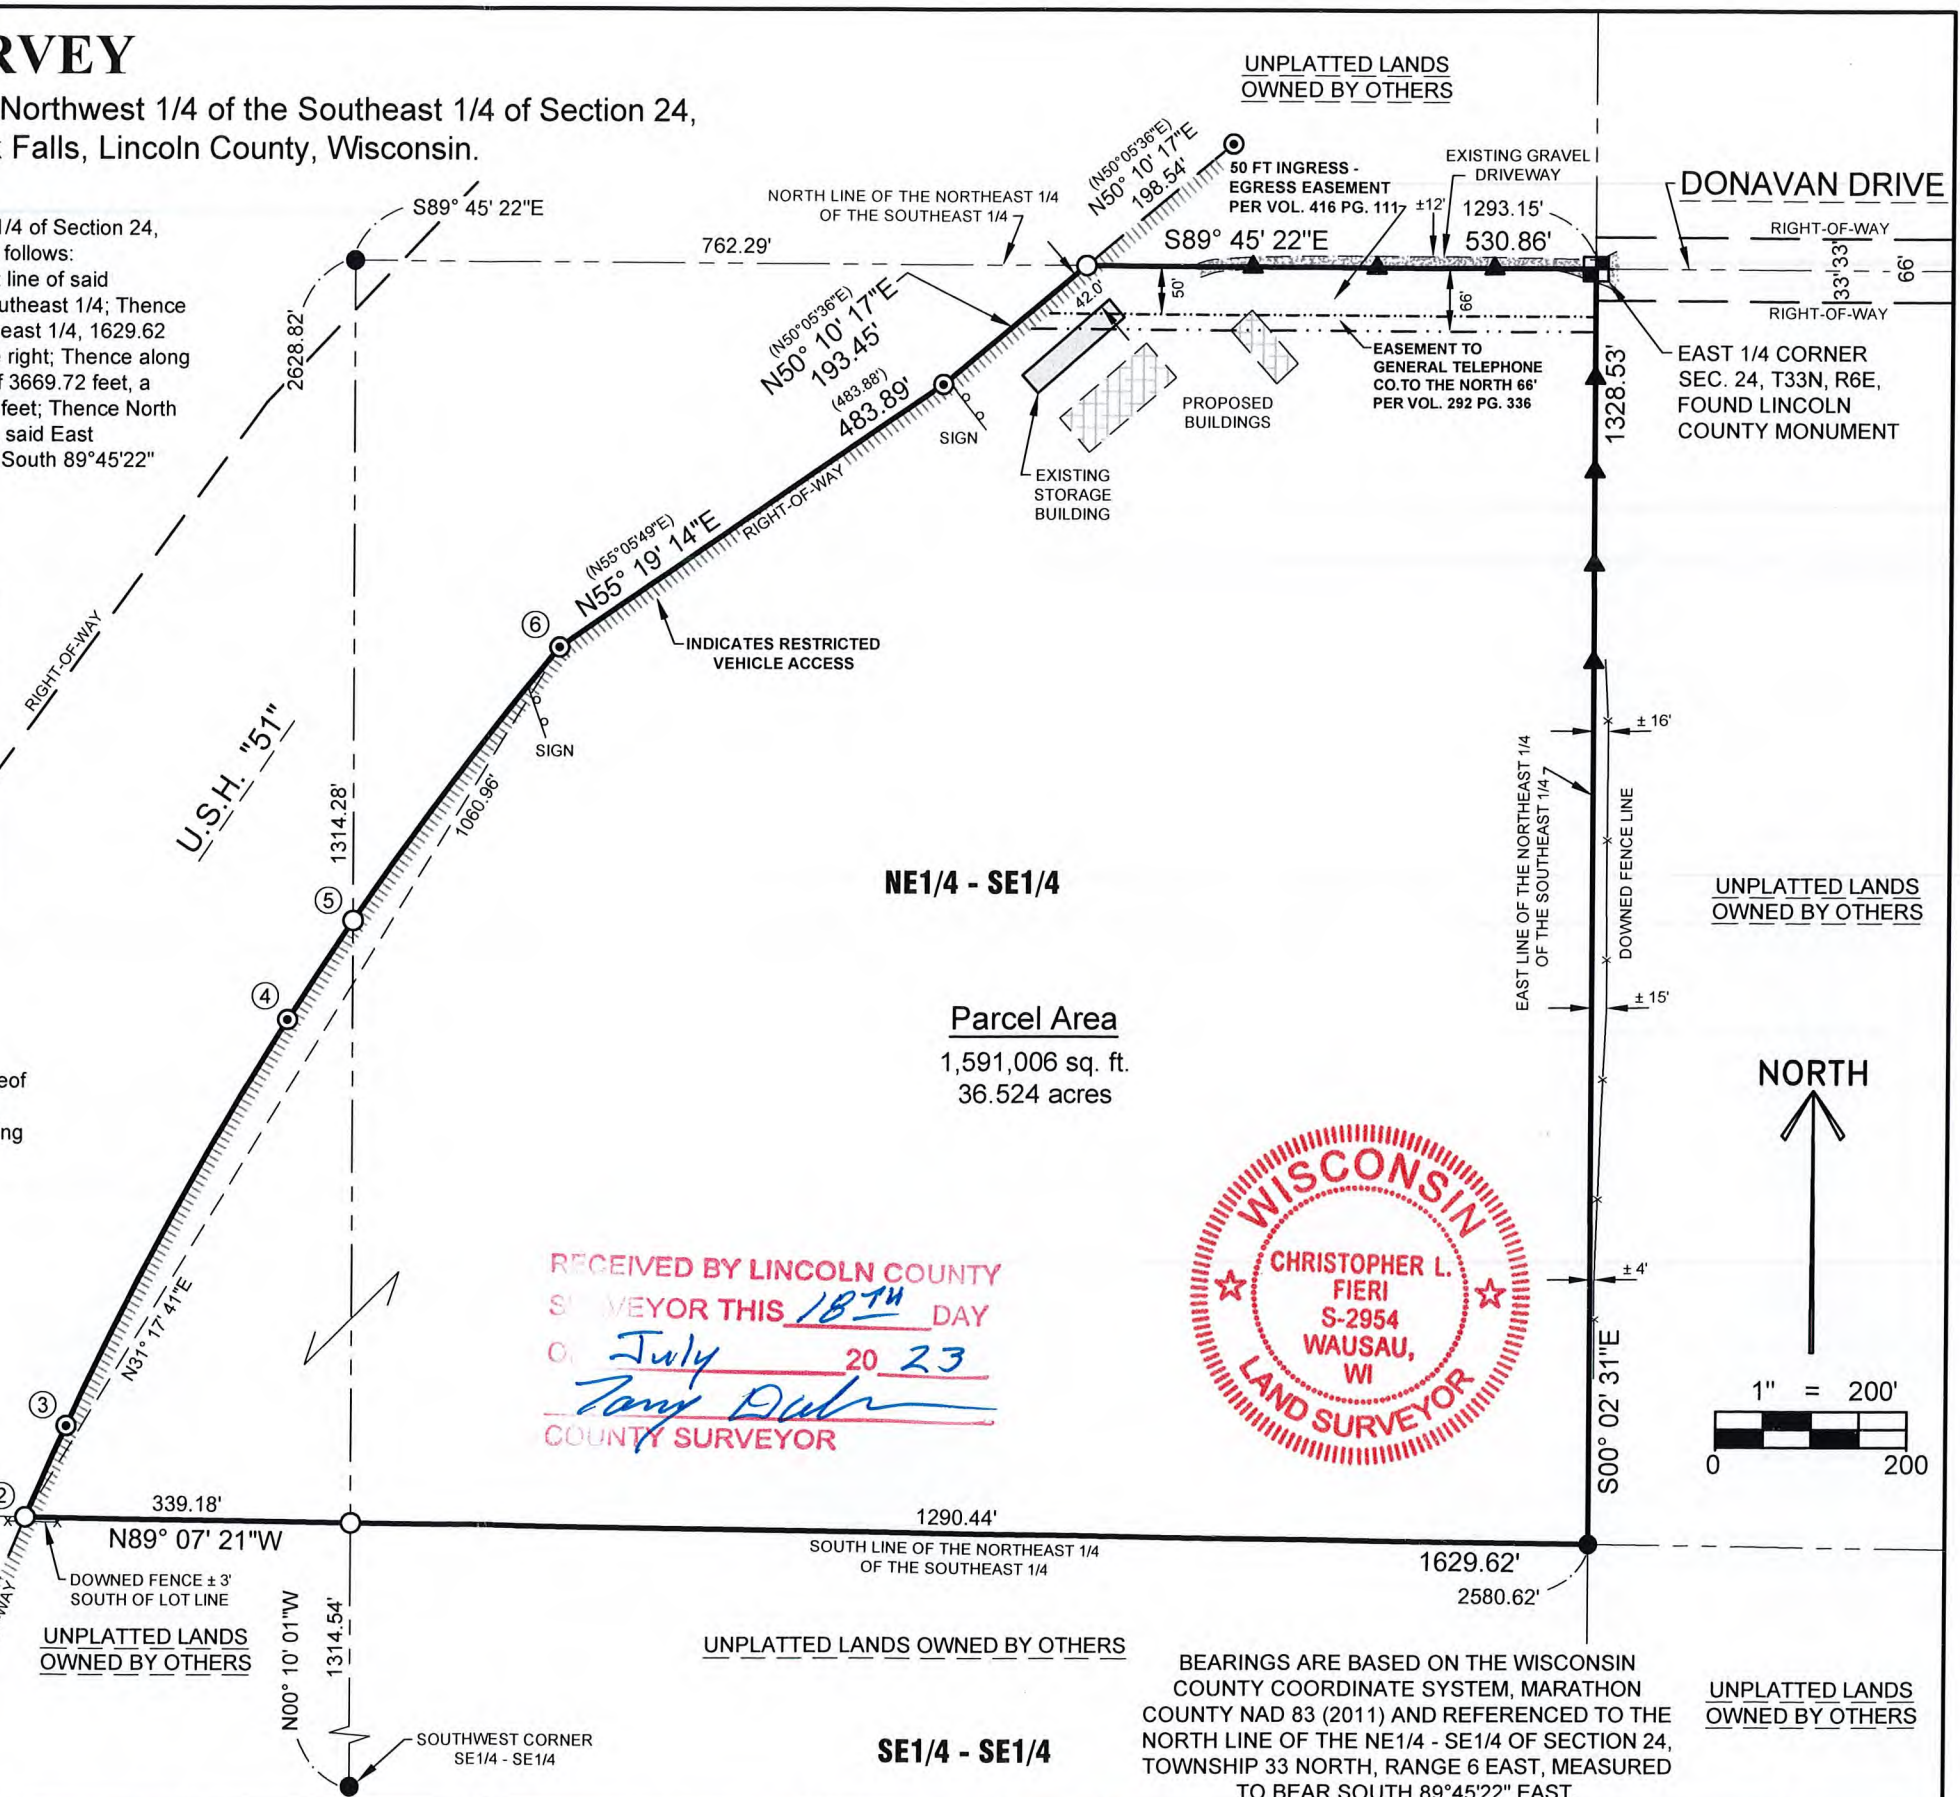 RVEY
Northwest 1/4 of the Southeast 1/4 of Section 24,
Falls, Lincoln County, Wisconsin.
1/4 of Section 24,
follows:
line of said
utheast 1/4; Thence
east 1/4, 1629.62
right; Thence along
f 3669.72 feet, a
feet; Thence North
said East
South 89°45'22"
eof
ng
UNPLATTED LANDS
OWNED BY OTHERS
S89° 45' 22"E
762.29'
NORTH LINE OF THE NORTHEAST 1/4
OF THE SOUTHEAST 1/4
(N50°05'36"E)
N50° 10' 17"E
198.54'
50 FT INGRESS -
EGRESS EASEMENT
PER VOL. 416 PG. 111
EXISTING GRAVEL
DRIVEWAY
±12'
1293.15'
S89° 45' 22"E
530.86'
DONAVAN DRIVE
RIGHT-OF-WAY
33'
33'
66'
RIGHT-OF-WAY
EAST 1/4 CORNER
SEC. 24, T33N, R6E,
FOUND LINCOLN
COUNTY MONUMENT
50'
66'
42.0'
EASEMENT TO
GENERAL TELEPHONE
CO.TO THE NORTH 66'
PER VOL. 292 PG. 336
PROPOSED
BUILDINGS
EXISTING
STORAGE
BUILDING
SIGN
(N50°05'36"E)
N50° 10' 17"E
193.45'
(483.88')
483.89'
RIGHT-OF-WAY
(N55°05'49"E)
N55° 19' 14"E
INDICATES RESTRICTED
VEHICLE ACCESS
6
SIGN
2628.82'
RIGHT-OF-WAY
U.S.H. "51"
1314.28'
1060.96'
5
4
N31° 17' 41"E
3
2
1328.53'
± 16'
EAST LINE OF THE NORTHEAST 1/4
OF THE SOUTHEAST 1/4
DOWNED FENCE LINE
± 15'
± 4'
S00° 02' 31"E
NE1/4 - SE1/4
UNPLATTED LANDS
OWNED BY OTHERS
Parcel Area
1,591,006 sq. ft.
36.524 acres
NORTH
1" = 200'
0 200
RECEIVED BY LINCOLN COUNTY
SURVEYOR THIS 18TH DAY
OF July 20 23
COUNTY SURVEYOR
WISCONSIN
CHRISTOPHER L.
FIERI
S-2954
WAUSAU,
WI
LAND SURVEYOR
339.18'
N89° 07' 21"W
1290.44'
SOUTH LINE OF THE NORTHEAST 1/4
OF THE SOUTHEAST 1/4
1629.62'
2580.62'
DOWNED FENCE ± 3'
SOUTH OF LOT LINE
WAY
UNPLATTED LANDS
OWNED BY OTHERS
N00° 10' 01"W
1314.54'
SOUTHWEST CORNER
SE1/4 - SE1/4
UNPLATTED LANDS OWNED BY OTHERS
SE1/4 - SE1/4
BEARINGS ARE BASED ON THE WISCONSIN
COUNTY COORDINATE SYSTEM, MARATHON
COUNTY NAD 83 (2011) AND REFERENCED TO THE
NORTH LINE OF THE NE1/4 - SE1/4 OF SECTION 24,
TOWNSHIP 33 NORTH, RANGE 6 EAST, MEASURED
TO BEAR SOUTH 89°45'22" EAST
UNPLATTED LANDS
OWNED BY OTHERS